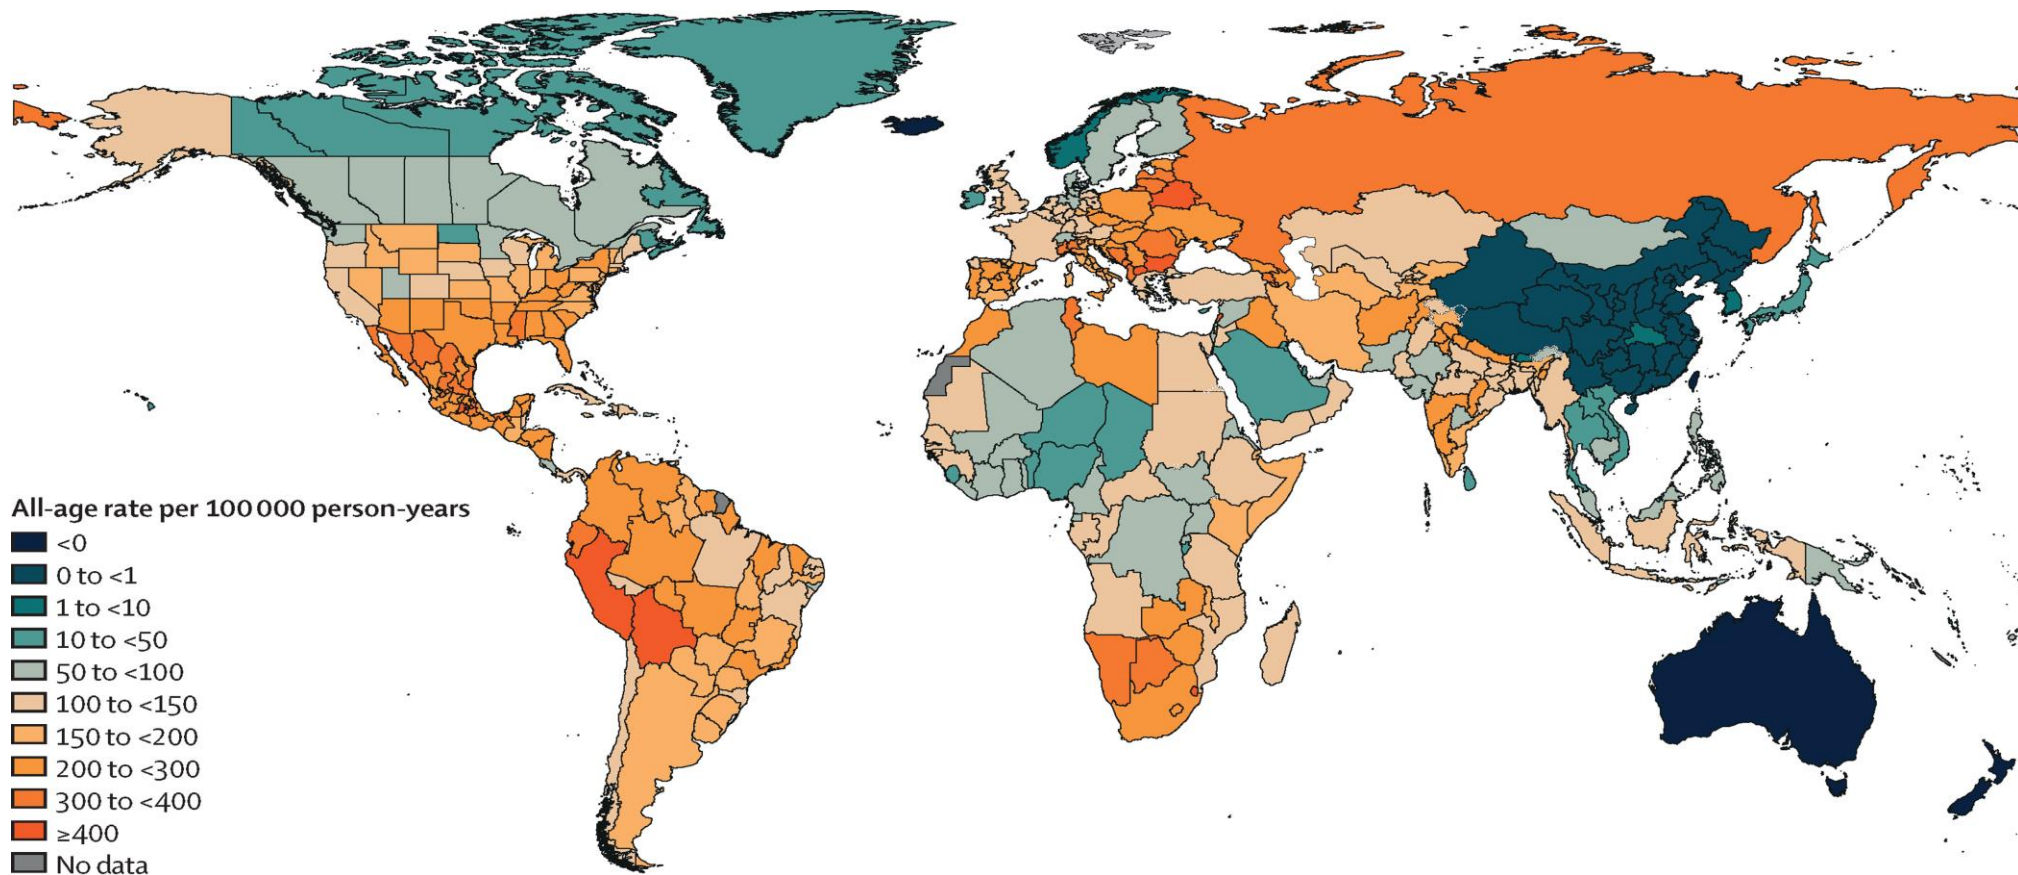 All-age rate per 100 000 person-years
<0
0 to <1
1 to <10
10 to <50
50 to <100
100 to <150
150 to <200
200 to <300
300 to <400
≥400
No data